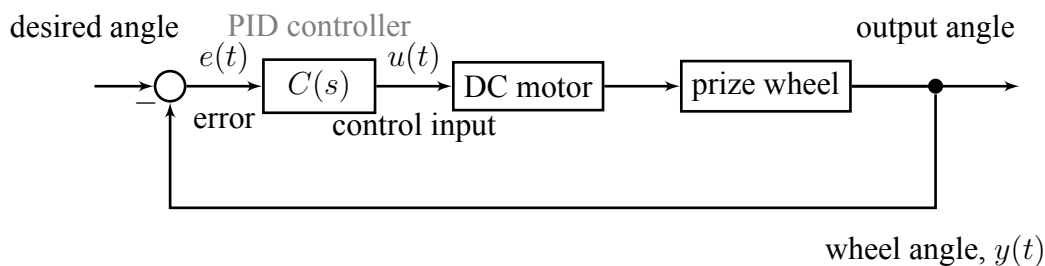 desired angle
PID controller
output angle
e(t)
u(t)
C(s)
DC motor
prize wheel
−
error
control input
wheel angle, y(t)